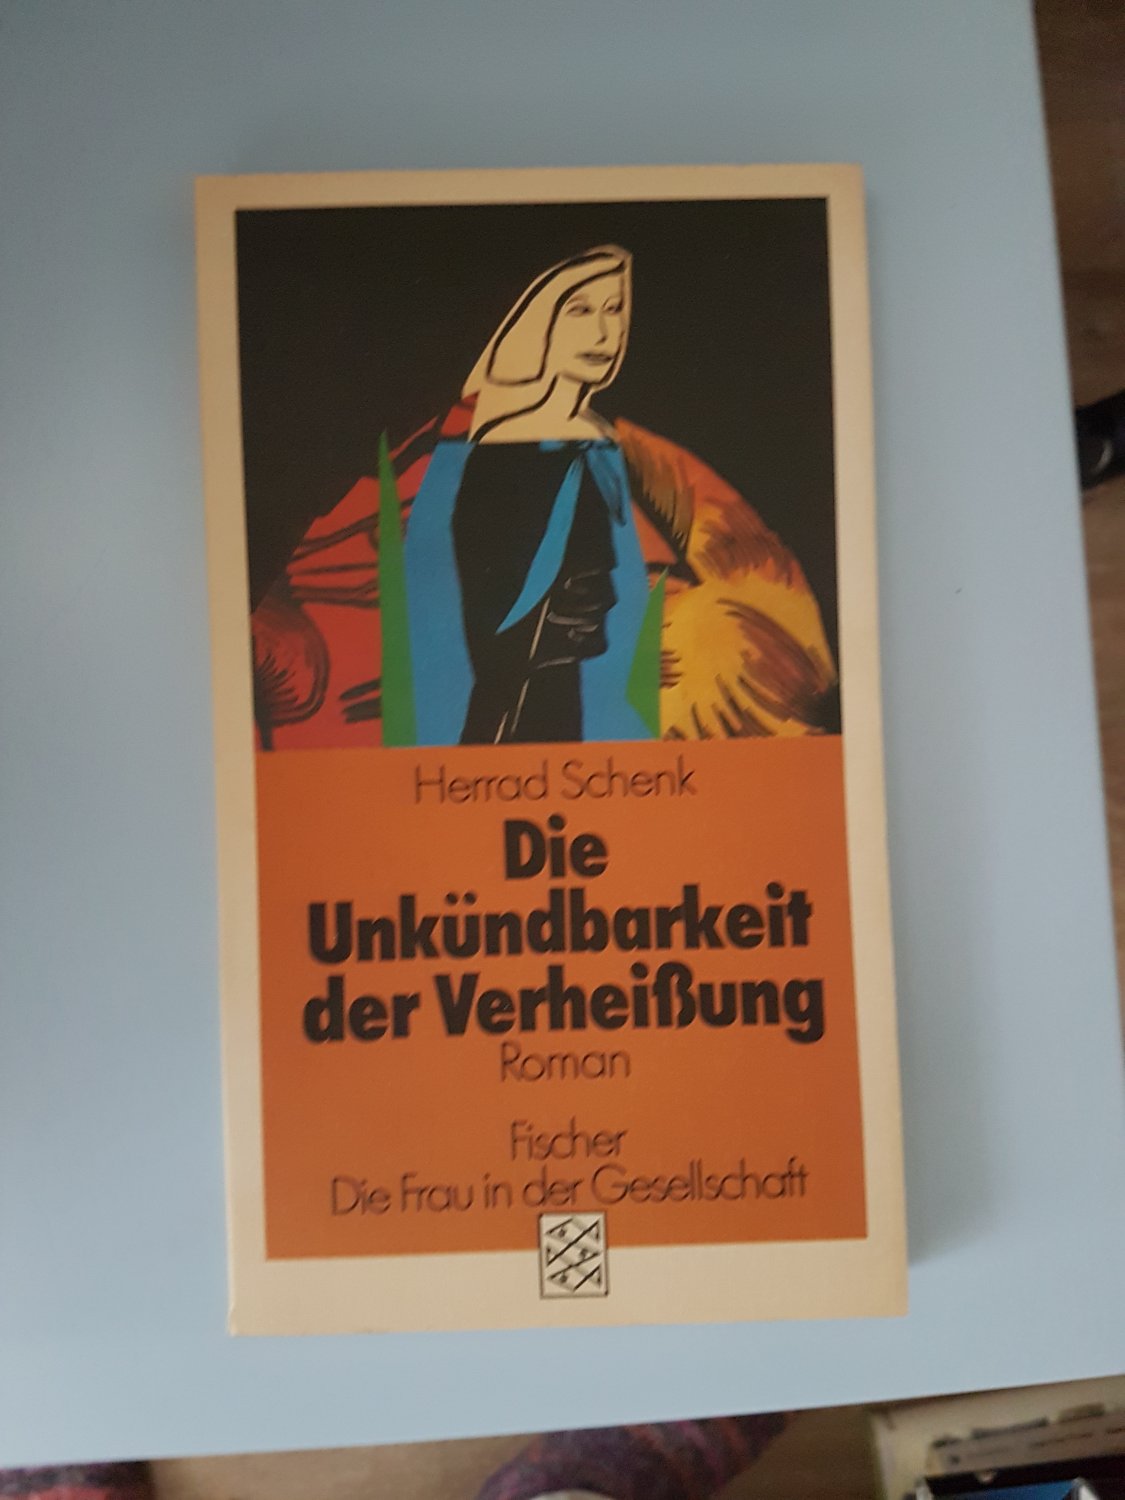 Herrad Schenk
Die
Unkündbarkeit
der Verheißung
Roman
Fischer
Die Frau in der Gesellschaft